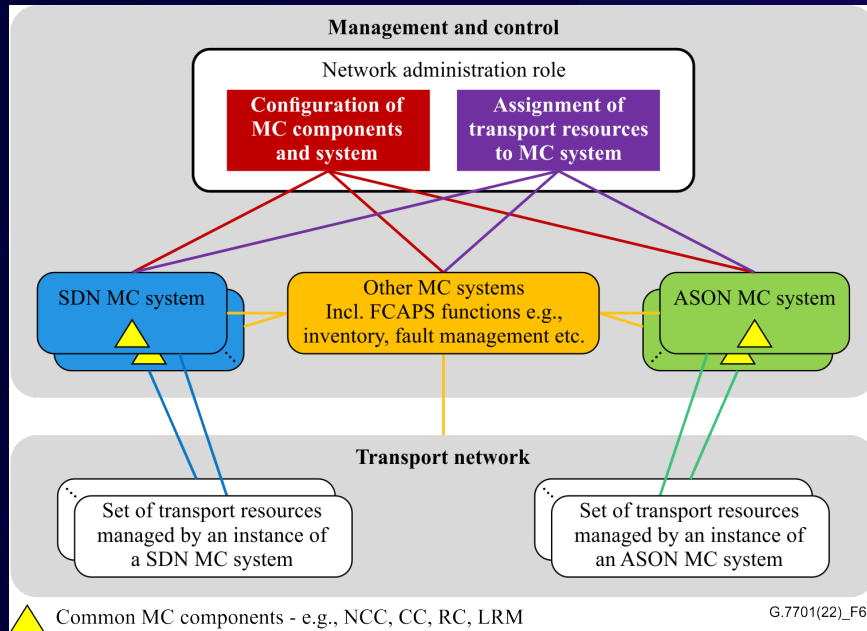 Management and control
Network administration role
Configuration of
MC components
and system
Assignment of
transport resources
to MC system
SDN MC system
Other MC systems
Incl. FCAPS functions e.g.,
inventory, fault management etc.
ASON MC system
Transport network
Set of transport resources
managed by an instance of
a SDN MC system
Set of transport resources
managed by an instance of
an ASON MC system
Common MC components - e.g., NCC, CC, RC, LRM
G.7701(22)_F6